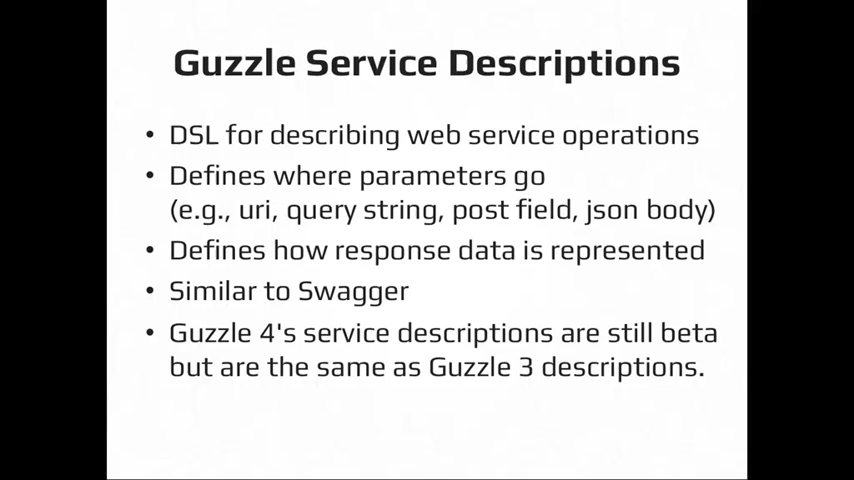 Guzzle Service Descriptions
• DSL for describing web service operations
• Defines where parameters go
(e.g., uri, query string, post field, json body)
• Defines how response data is represented
• Similar to Swagger
• Guzzle 4's service descriptions are still beta
but are the same as Guzzle 3 descriptions.